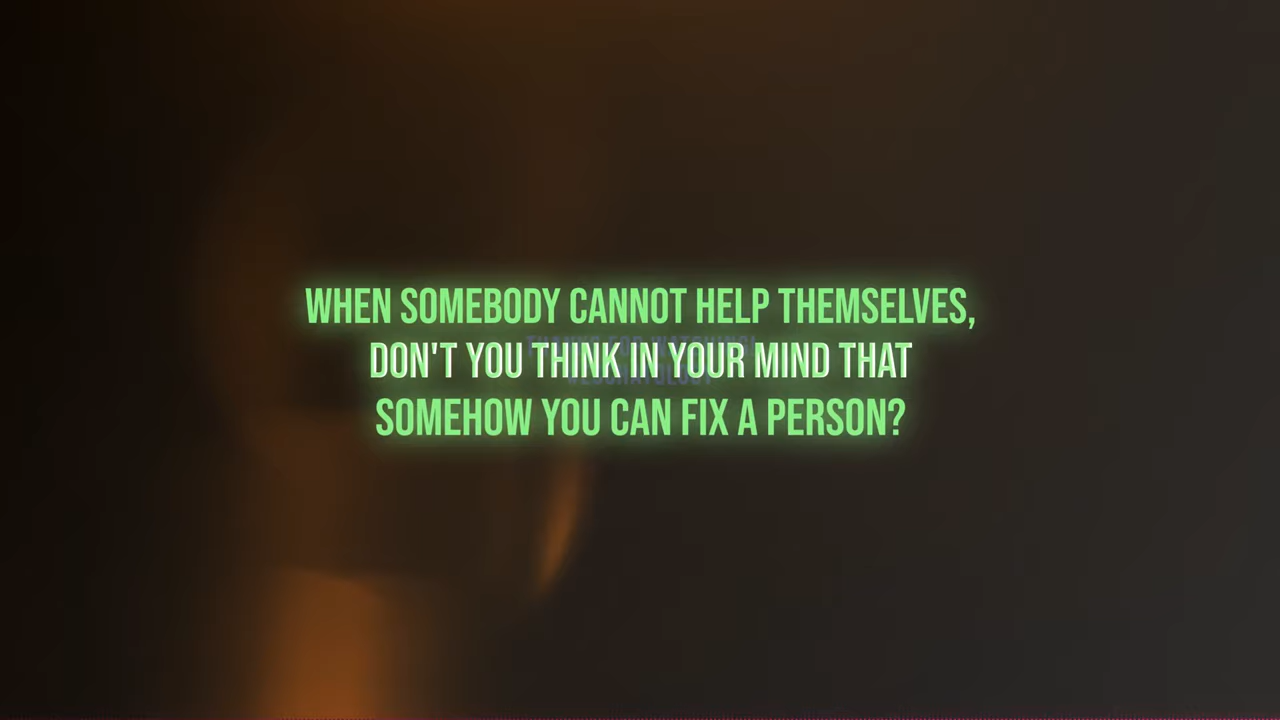 WHEN SOMEBODY CANNOT HELP THEMSELVES,
DON'T YOU THINK IN YOUR MIND THAT
SOMEHOW YOU CAN FIX A PERSON?